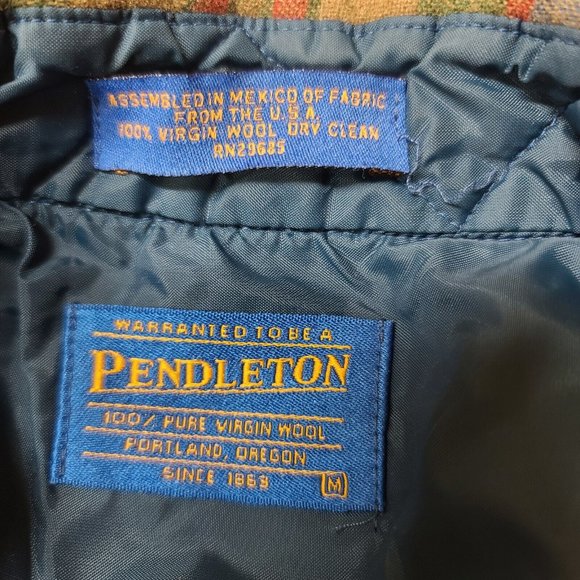 ASSEMBLED IN MEXICO OF FABRIC
FROM THE U.S.A.
100% VIRGIN WOOL DRY CLEAN
RN29685
WARRANTED TO BE A
PENDLETON
100% PURE VIRGIN WOOL
PORTLAND, OREGON
SINCE 1863 M